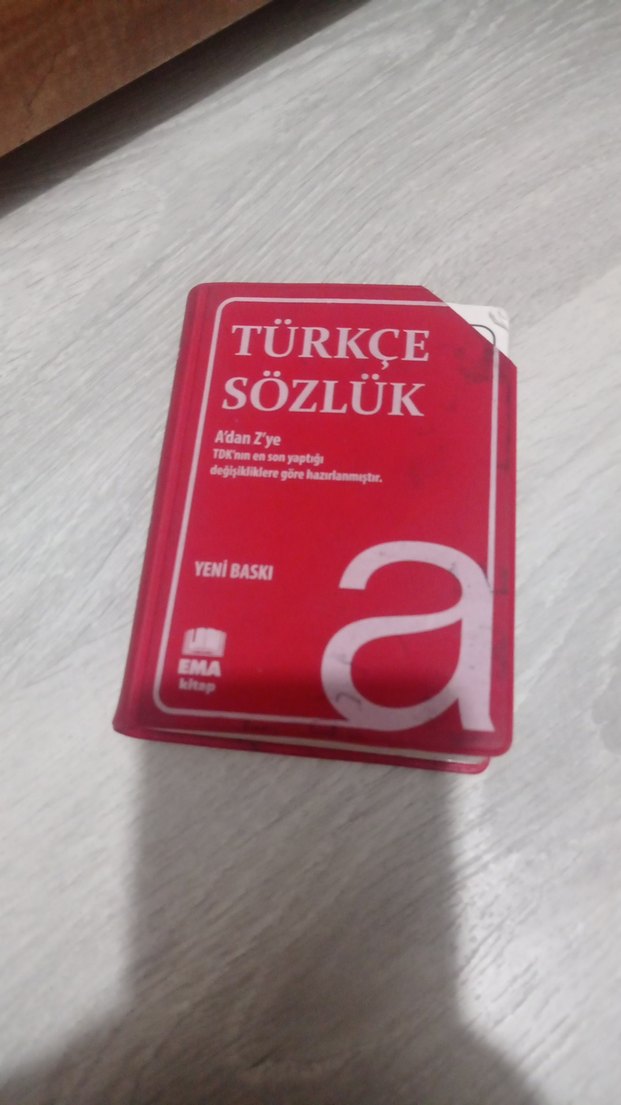 TÜRKÇE
SÖZLÜK
A'dan Z'ye
TDK'nın en son yaptığı
değişikliklere göre hazırlanmıştır.
YENİ BASKI
a
EMA
kitap